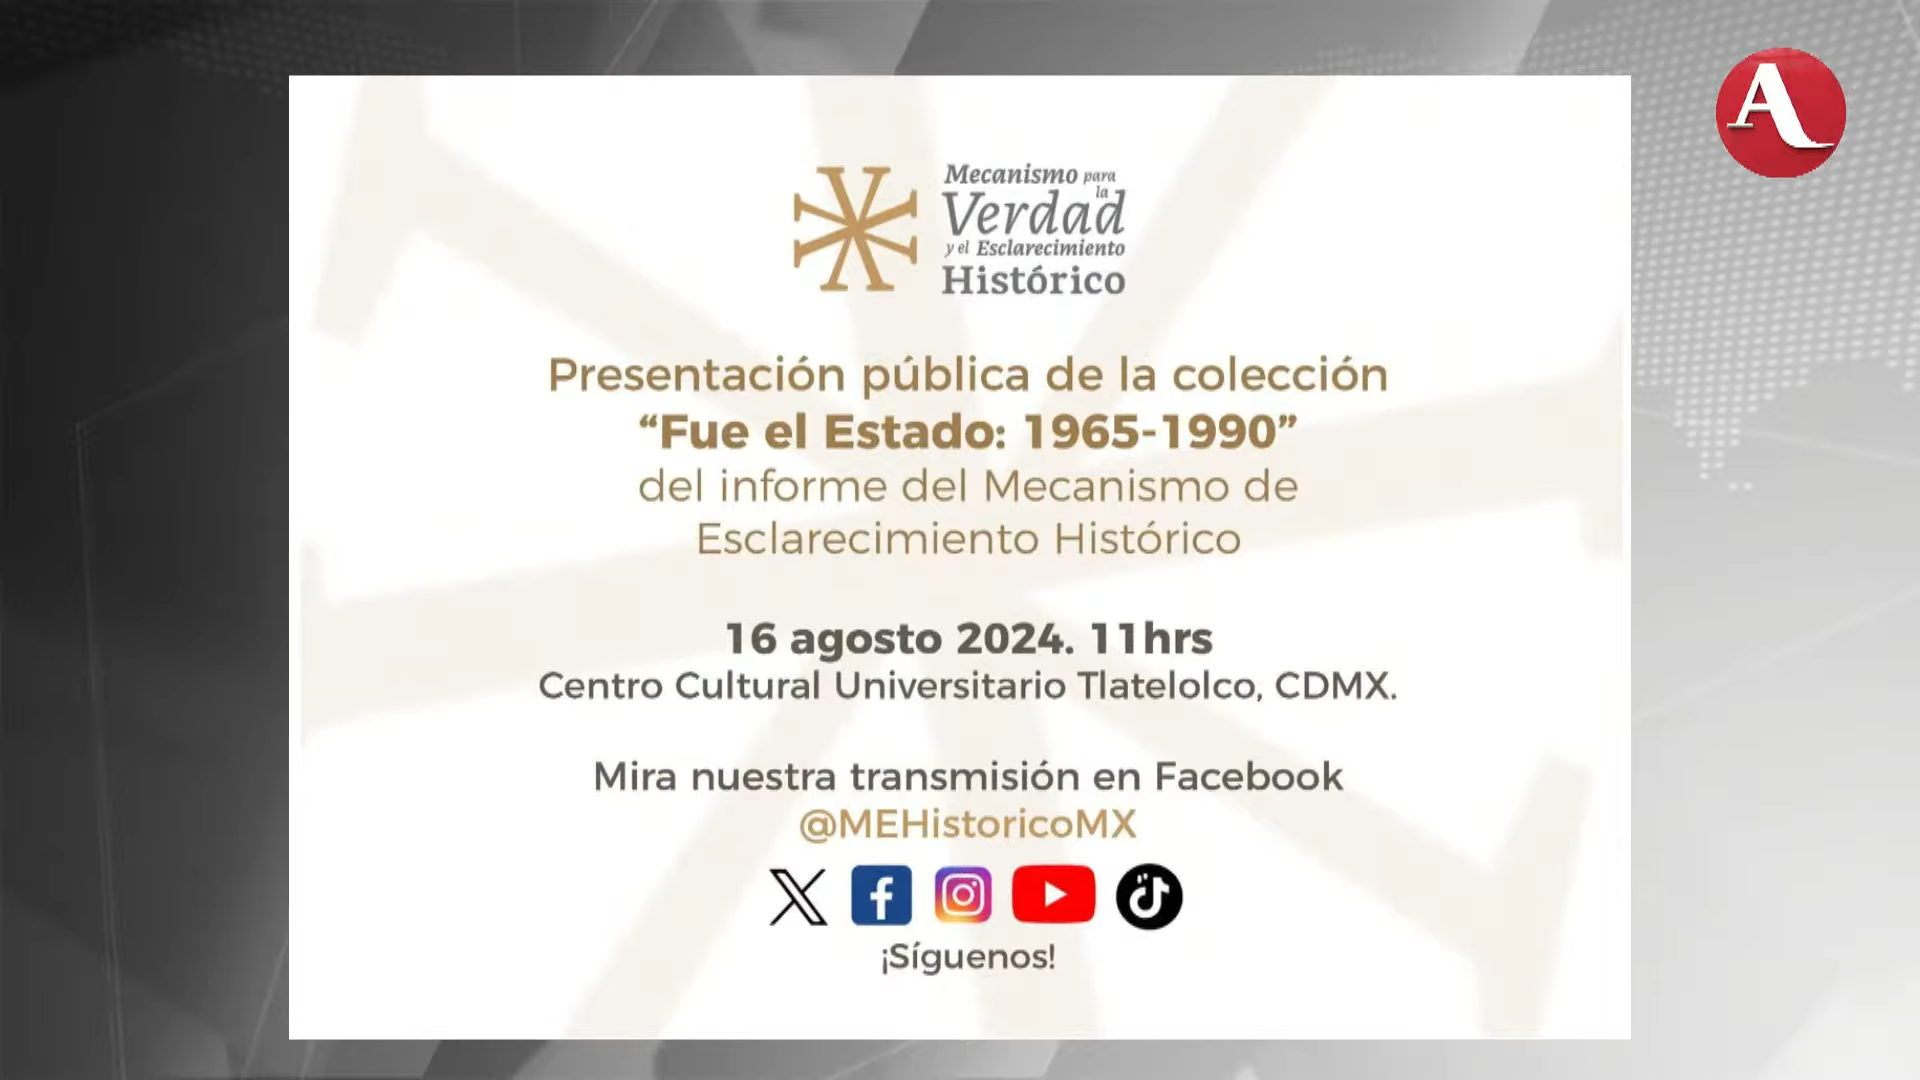 Mecanismo para
la
Verdad
y el Esclarecimiento
Histórico
Presentación pública de la colección
“Fue el Estado: 1965-1990”
del informe del Mecanismo de
Esclarecimiento Histórico
16 agosto 2024. 11hrs
Centro Cultural Universitario Tlatelolco, CDMX.
Mira nuestra transmisión en Facebook
@MEHistoricoMX
¡Síguenos!
A